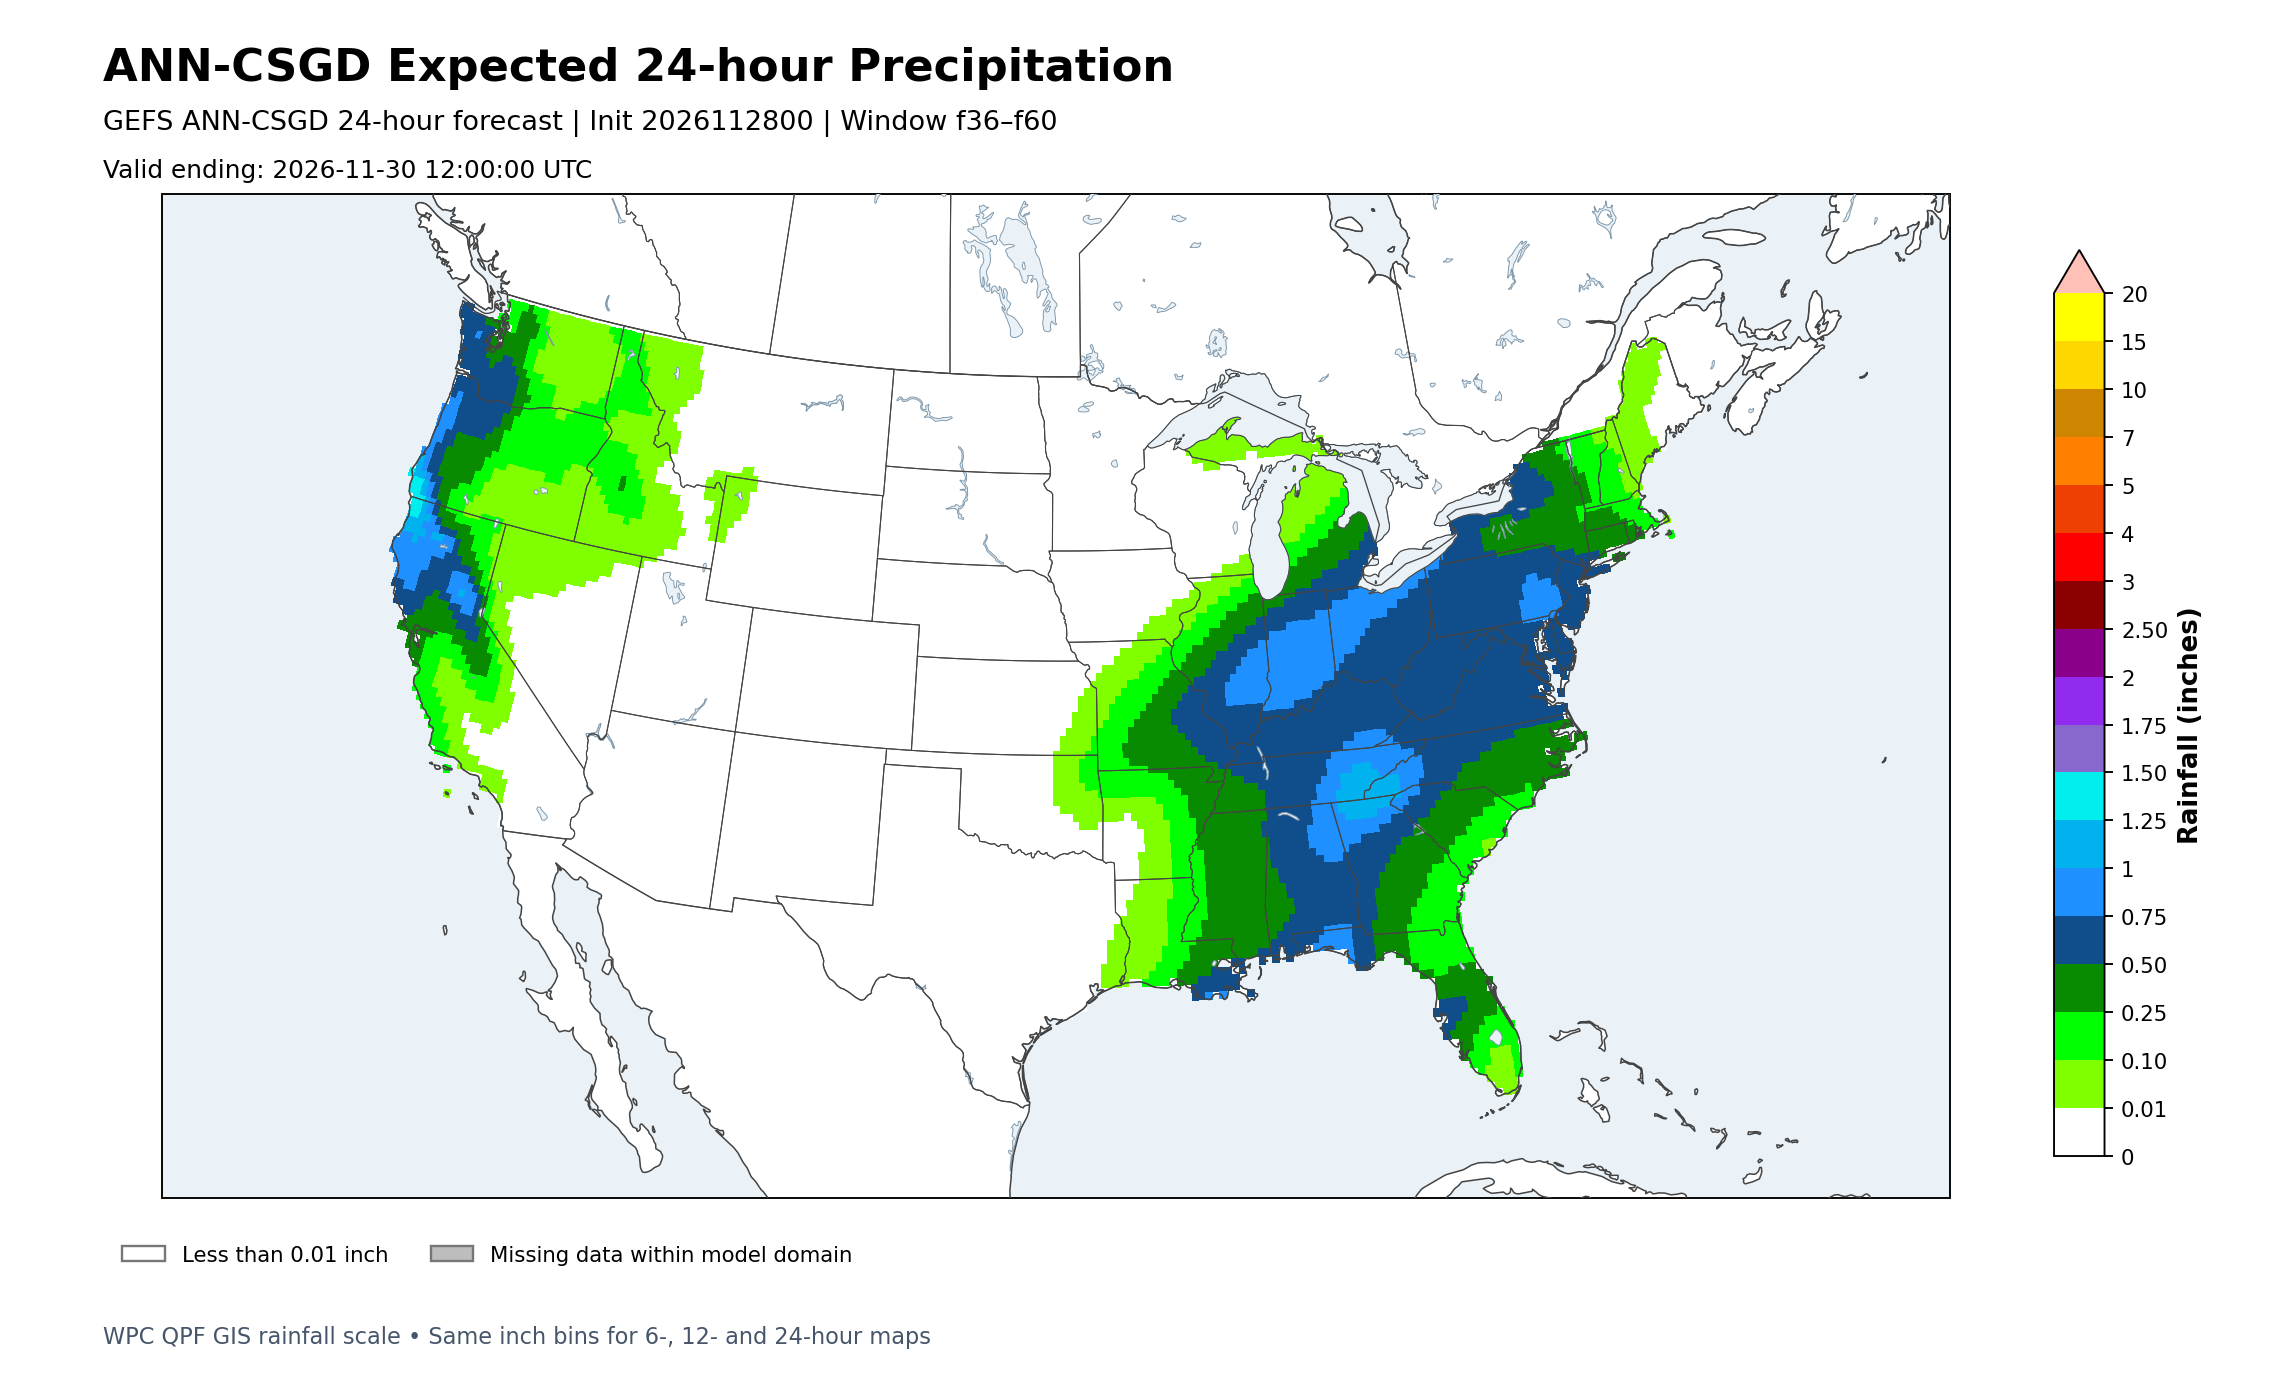 ANN-CSGD Expected 24-hour Precipitation
GEFS ANN-CSGD 24-hour forecast | Init 2026112800 | Window f36–f60
Valid ending: 2026-11-30 12:00:00 UTC
20
15
10
7
5
4
3
2.50
2
1.75
1.50
1.25
1
0.75
0.50
0.25
0.10
0.01
0
Rainfall (inches)
Less than 0.01 inch
Missing data within model domain
WPC QPF GIS rainfall scale • Same inch bins for 6-, 12- and 24-hour maps